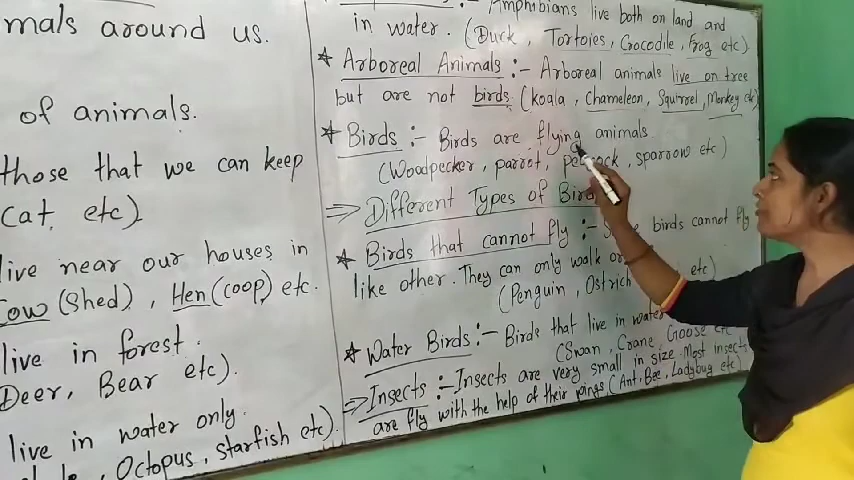 mals around us.
of animals.
those that we can keep
Cat, etc)
live near our houses in
Cow (Shed), Hen (coop) etc.
live in forest.
Deer, Bear etc).
live in water only.
, Octopus, starfish etc).
Amphibians live both on land and
in water. (Duck, Tortoies, Crocodile, Frog etc)
* Arboreal Animals :- Arboreal animals live on tree
but are not birds. (koala, Chameleon, Squirrel, Monkey etc)
* Birds :- Birds are flying animals
(Woodpecker, parrot, peacock, sparrow etc)
⇒ Different Types of Bird
* Birds that cannot fly :- Some birds cannot fly
like other. They can only walk or
(Penguin, Ostrich etc)
* Water Birds :- Birds that live in water
(Swan, Crane, Goose etc
⇒ Insects :- Insects are very small in size. Most insects
are fly with the help of their wings (Ant, Bee, Ladybug etc)